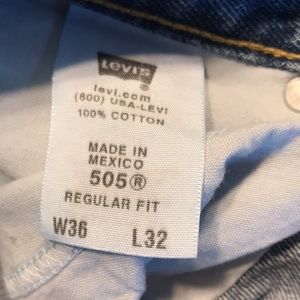 LEVI'S ®
levi.com
(800) USA-LEVI
100% COTTON
MADE IN
MEXICO
505®
REGULAR FIT
W36 L32